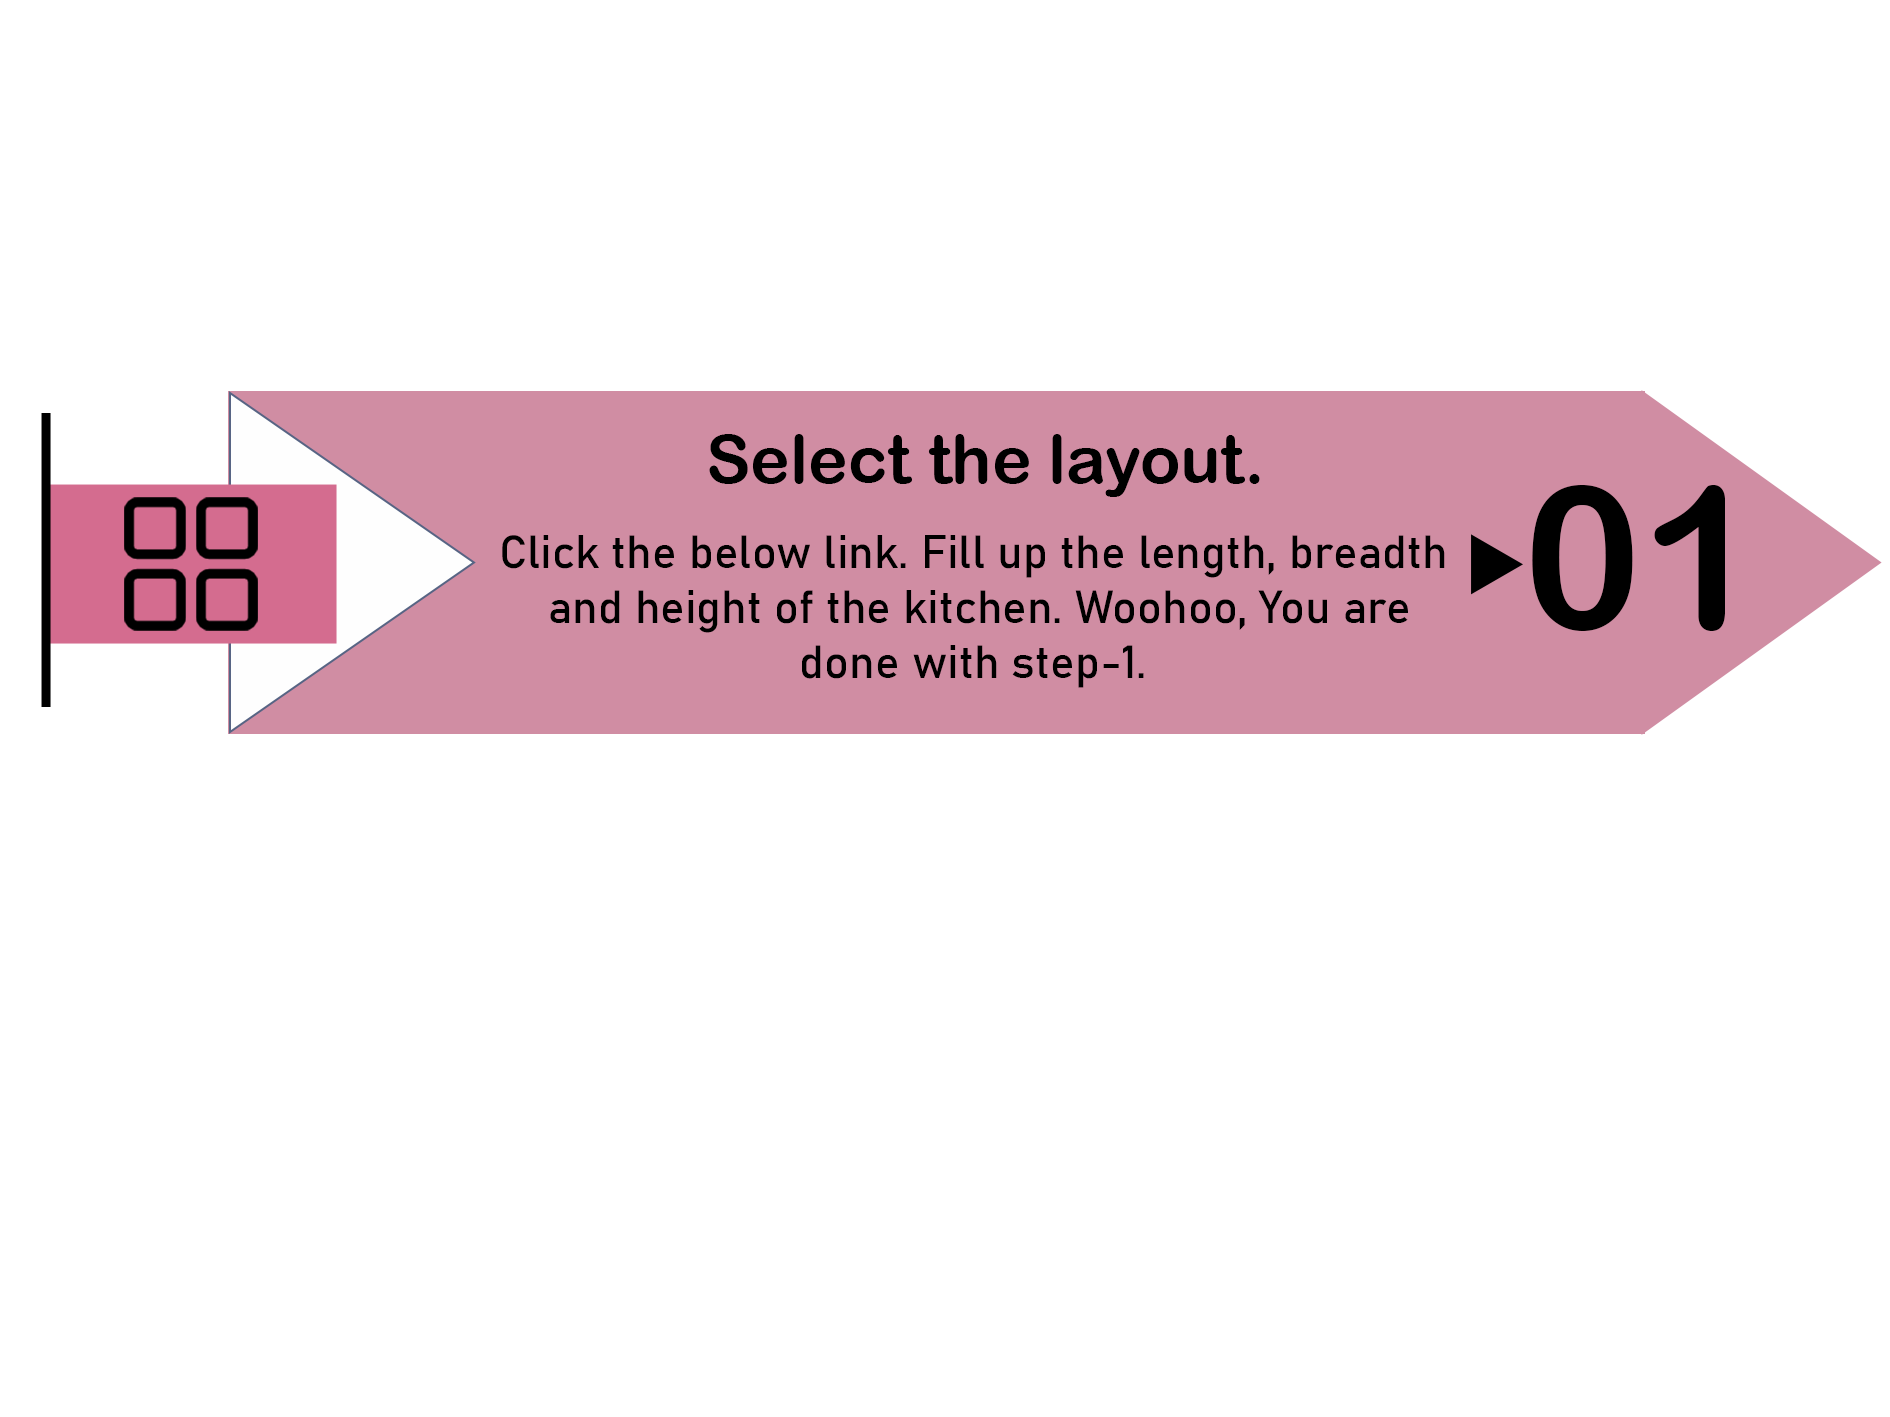 Select the layout.
Click the below link. Fill up the length, breadth
and height of the kitchen. Woohoo, You are
done with step-1.
01